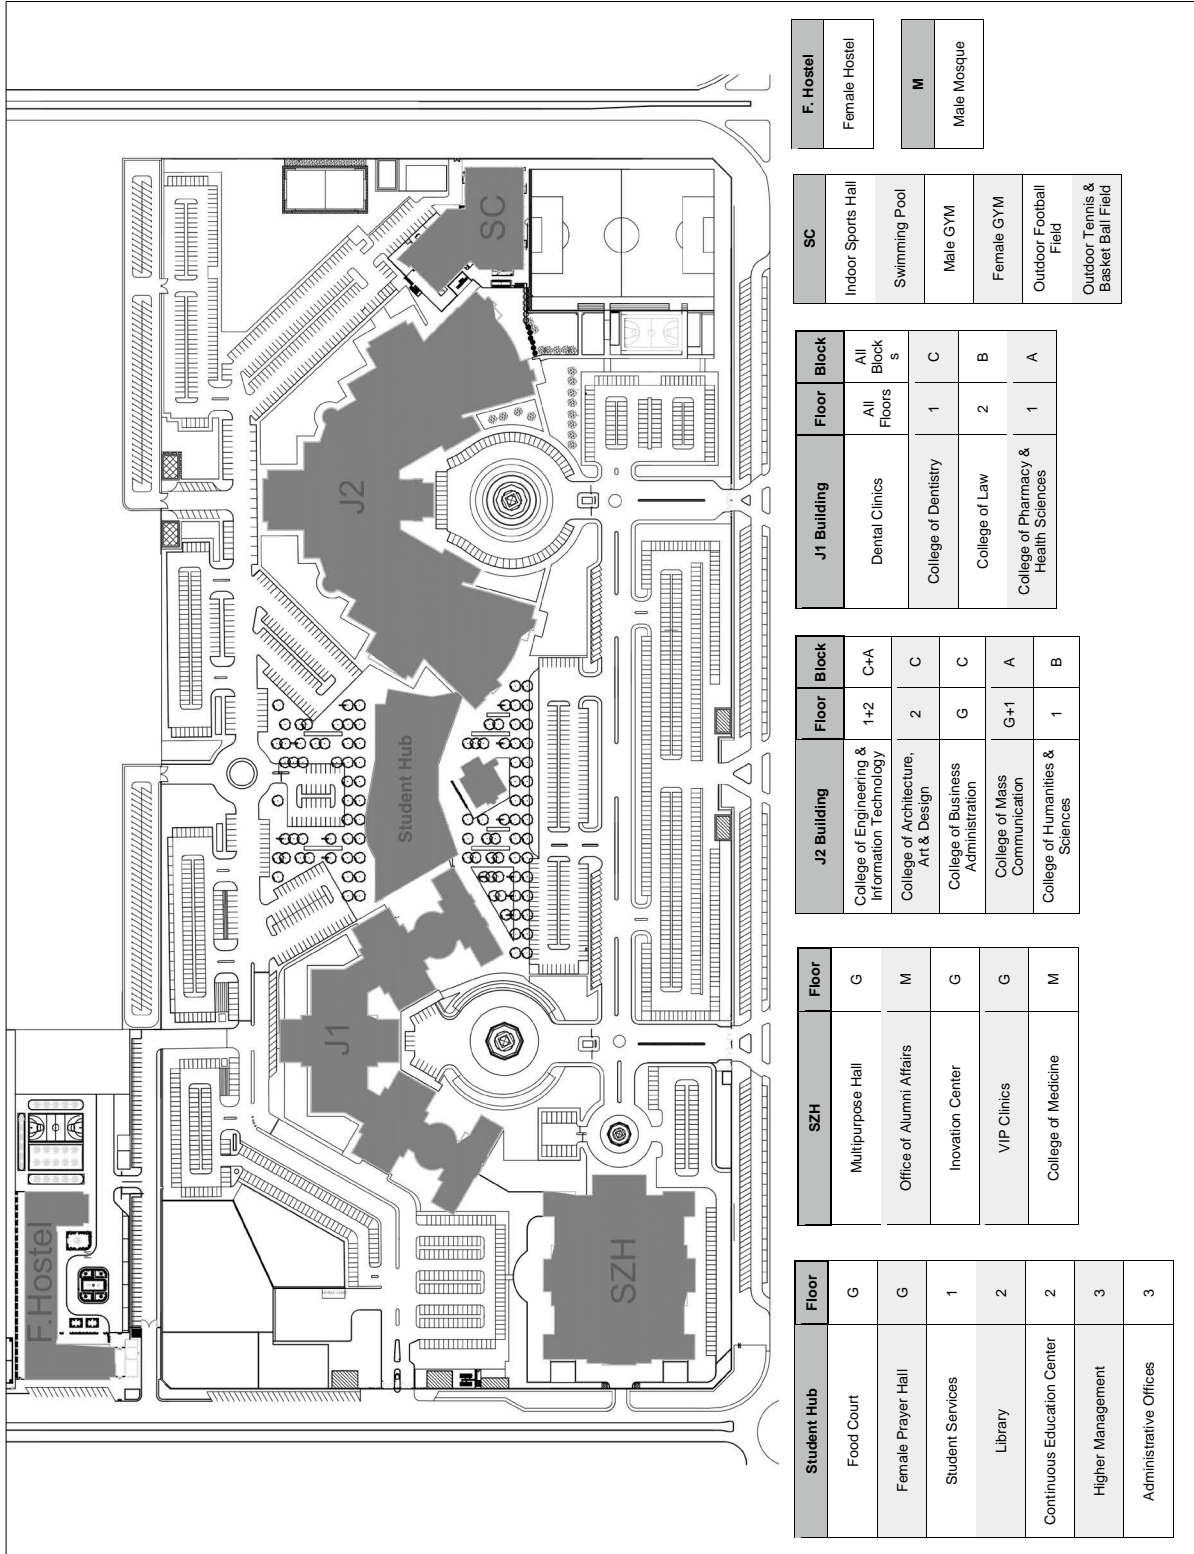 F.Hostel
SC
J2
Student Hub
J1
SZH
Student Hub Floor
Food Court G
Female Prayer Hall G
Student Services 1
Library 2
Continuous Education Center 2
Higher Management 3
Administrative Offices 3
SZH Floor
Multipurpose Hall G
Office of Alumni Affairs M
Inovation Center G
VIP Clinics G
College of Medicine M
J2 Building Floor Block
College of Engineering &
Information Technology 1+2 C+A
College of Architecture,
Art & Design 2 C
College of Business
Administration G C
College of Mass
Communication G+1 A
College of Humanities &
Sciences 1 B
J1 Building Floor Block
Dental Clinics All
Floors All
Block
s
College of Dentistry 1 C
College of Law 2 B
College of Pharmacy &
Health Sciences 1 A
SC
Indoor Sports Hall
Swimming Pool
Male GYM
Female GYM
Outdoor Football
Field
Outdoor Tennis &
Basket Ball Field
F. Hostel
Female Hostel
M
Male Mosque